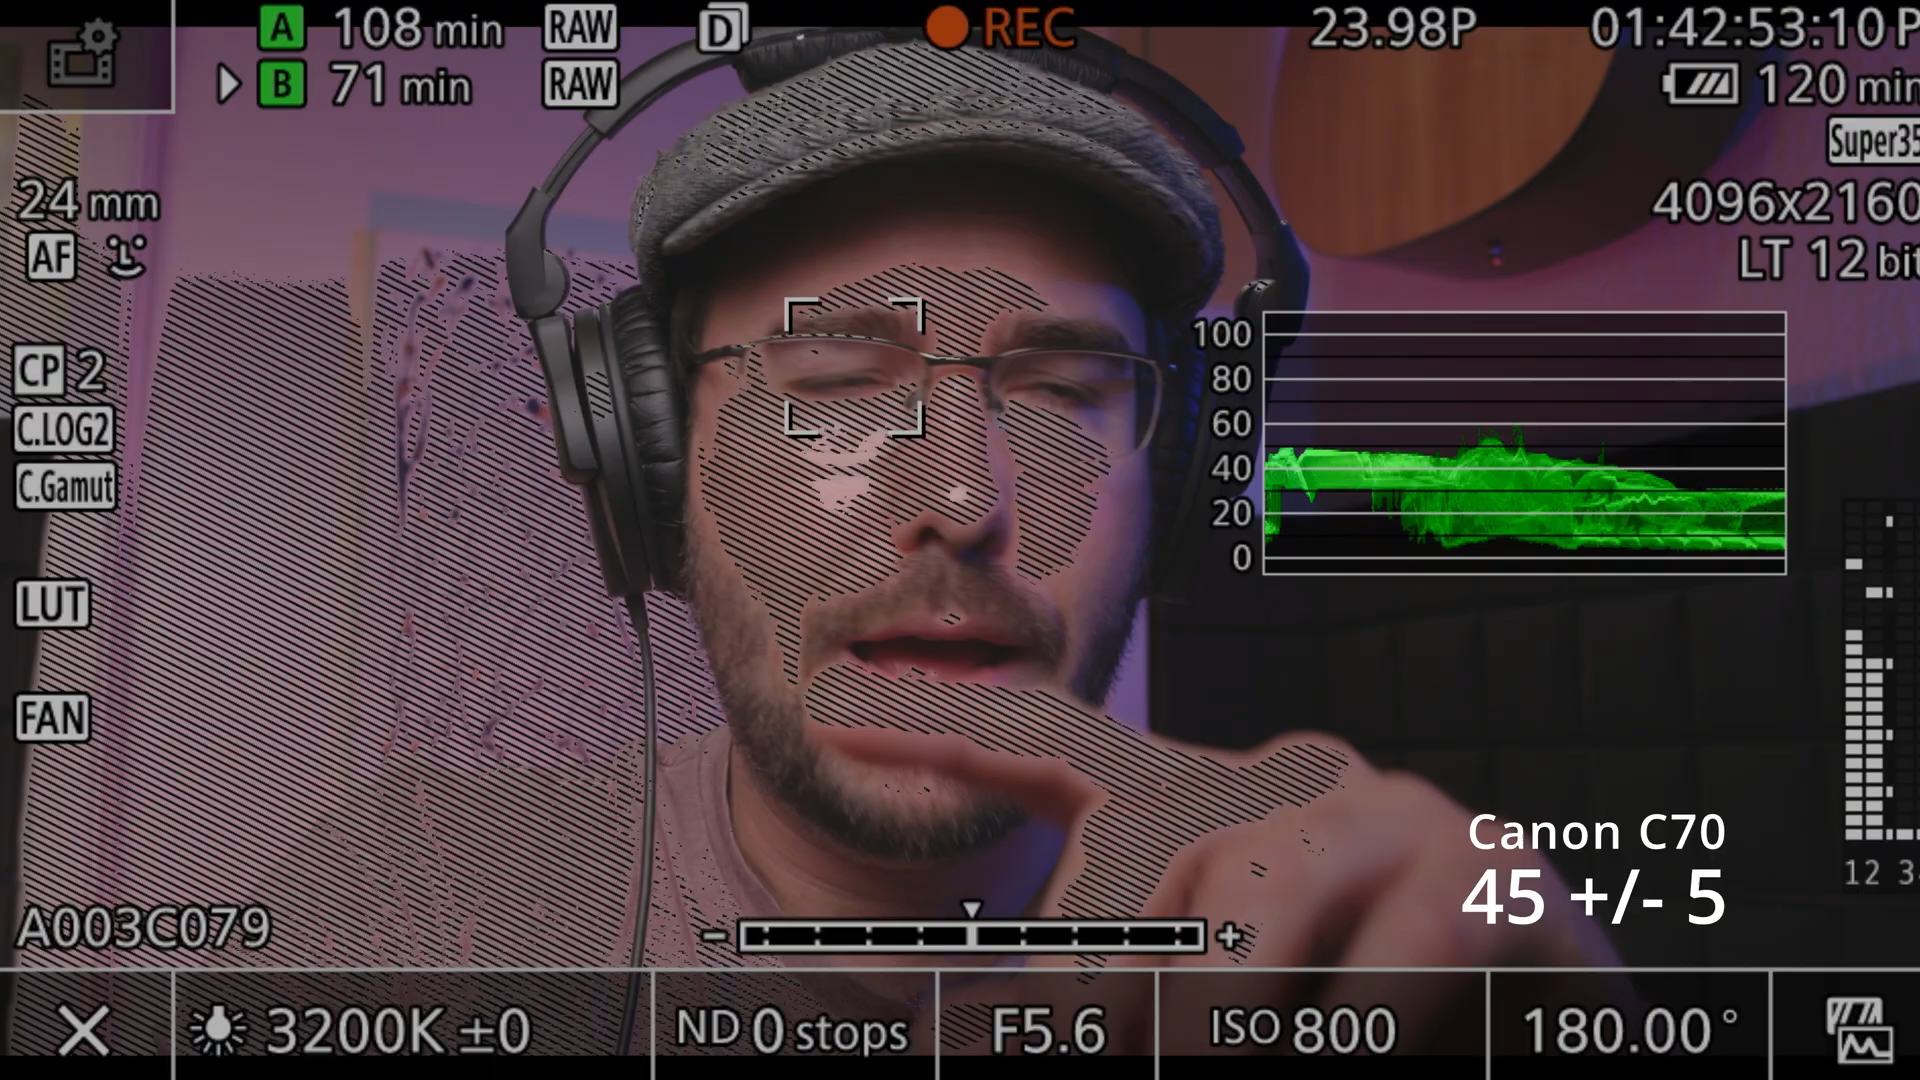 A 108 min RAW
B 71 min RAW
D
REC
23.98P
01:42:53:10 P
120 min
Super35
4096x2160
LT 12 bit
24 mm
AF
CP 2
C.LOG2
C.Gamut
LUT
FAN
100
80
60
40
20
0
12 34
Canon C70
45 +/- 5
A003C079
- +
3200K ±0
ND 0 stops
F5.6
ISO 800
180.00°